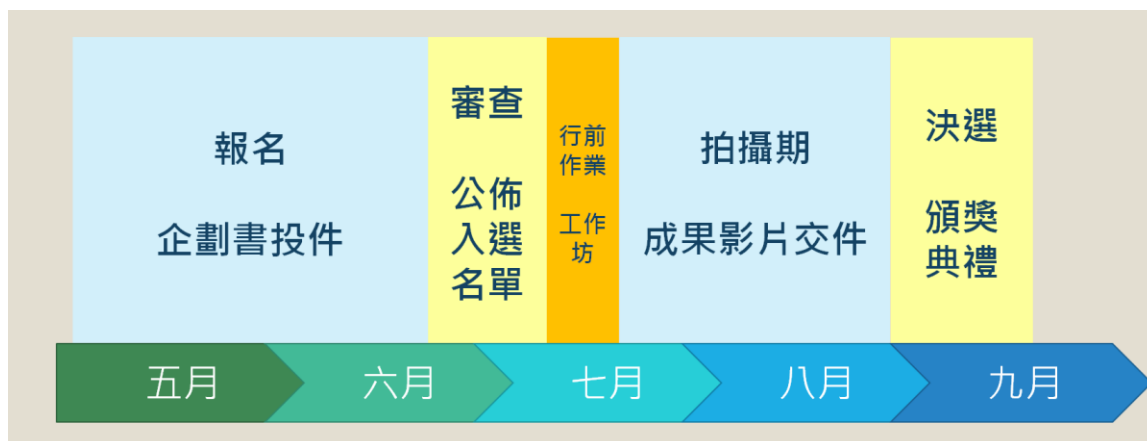 報名
企劃書投件
審查
公佈
入選
名單
行前
作業
工作
坊
拍攝期
成果影片交件
決選
頒獎
典禮
五月
六月
七月
八月
九月